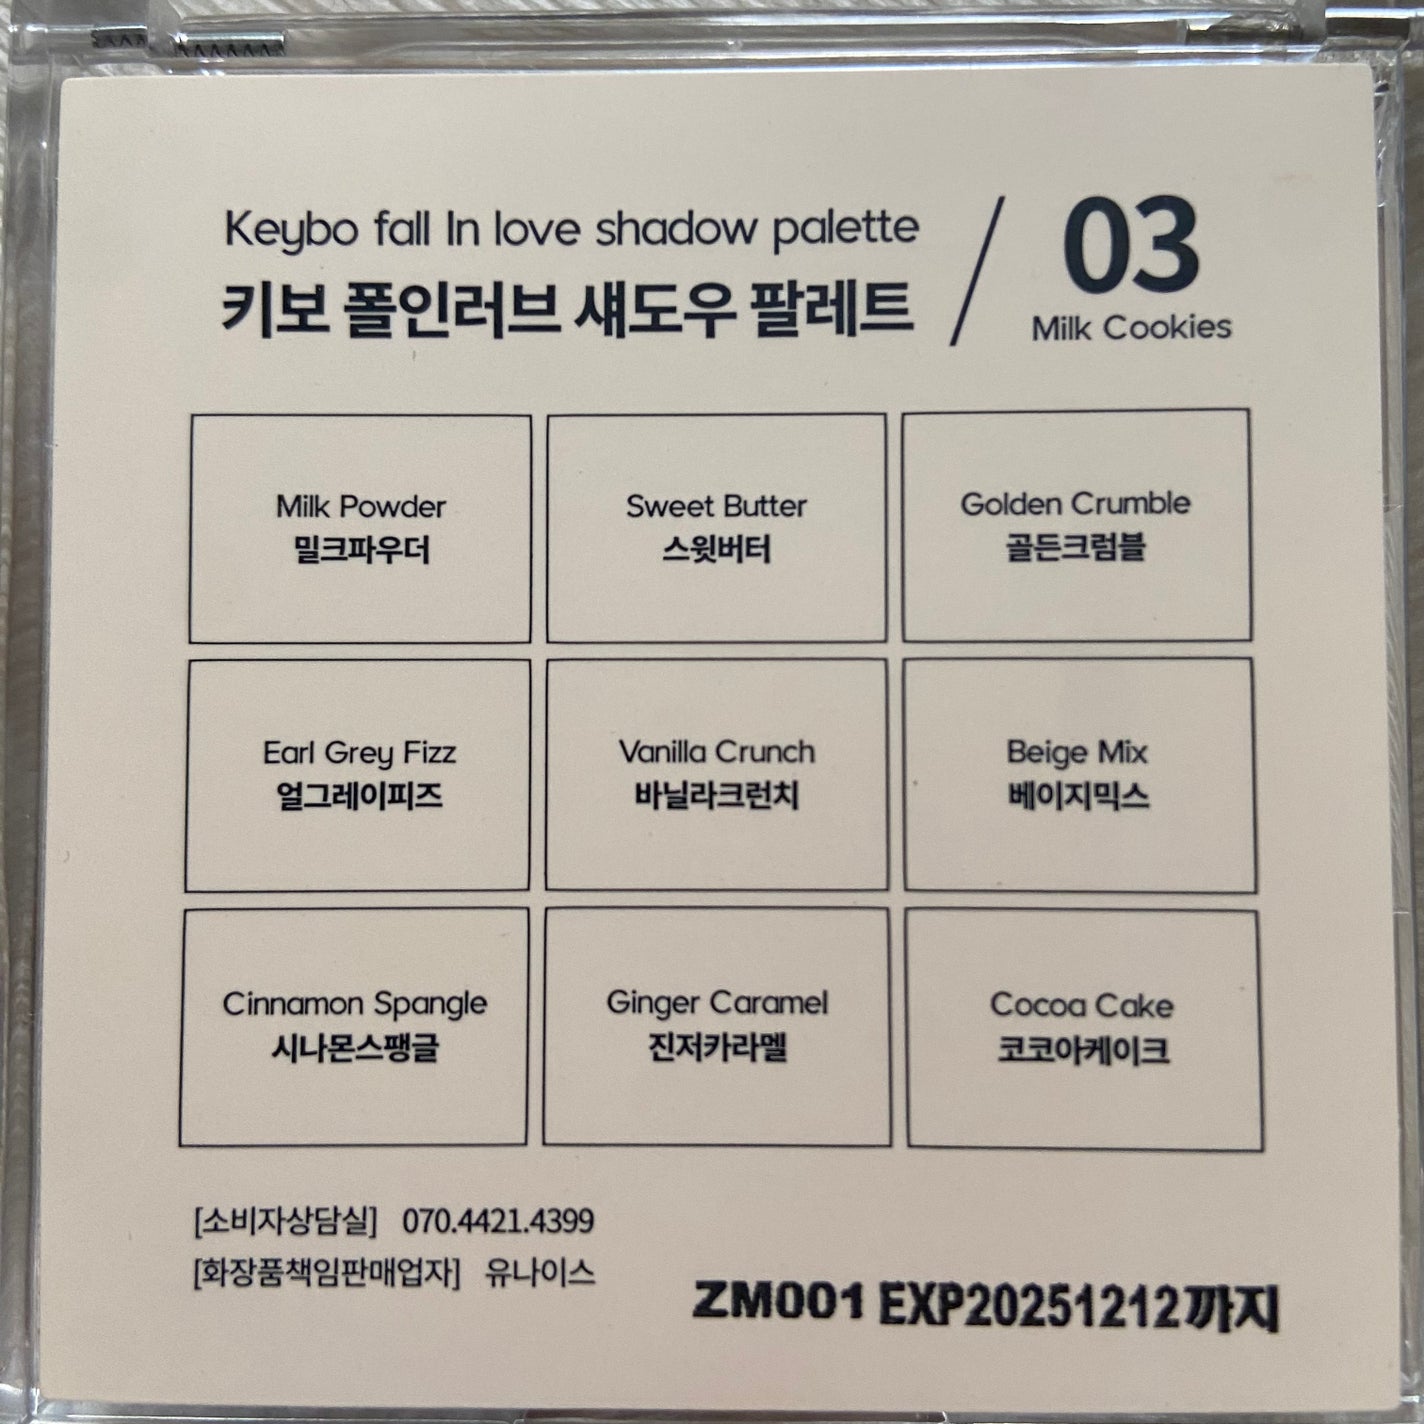 Keybo fall In love shadow palette
키보 폴인러브 섀도우 팔레트
03
Milk Cookies
Milk Powder
밀크파우더
Sweet Butter
스윗버터
Golden Crumble
골든크럼블
Earl Grey Fizz
얼그레이피즈
Vanilla Crunch
바닐라크런치
Beige Mix
베이지믹스
Cinnamon Spangle
시나몬스팽글
Ginger Caramel
진저카라멜
Cocoa Cake
코코아케이크
[소비자상담실] 070.4421.4399
[화장품책임판매업자] 유나이스
ZM001 EXP20251212까지